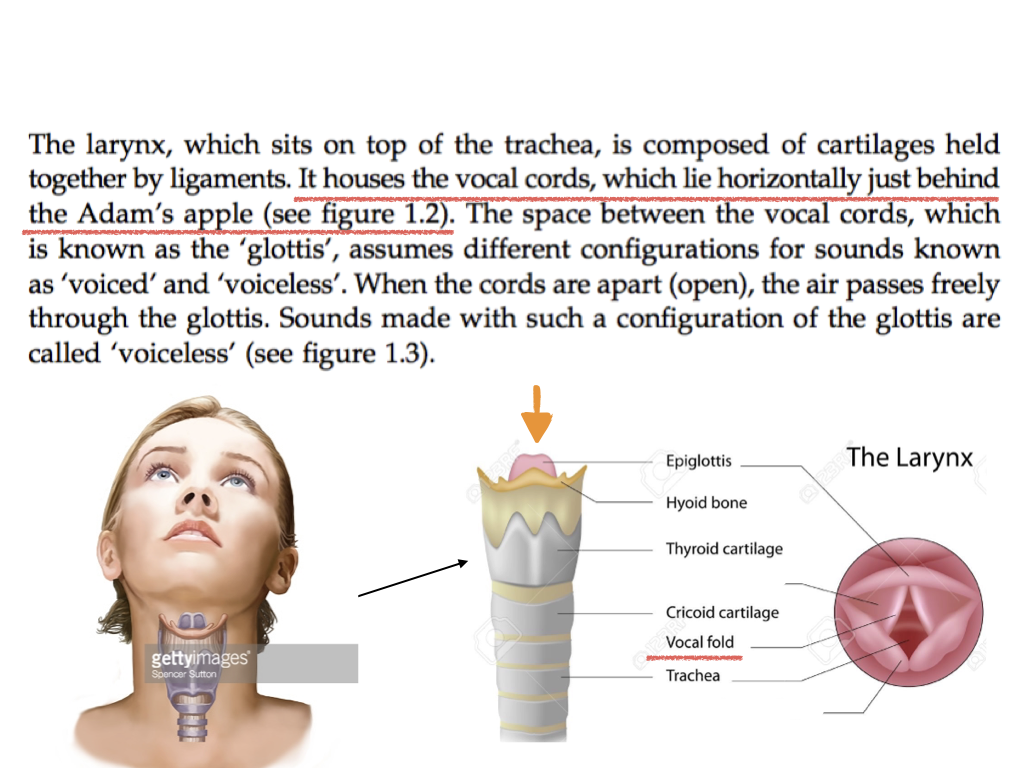 The larynx, which sits on top of the trachea, is composed of cartilages held
together by ligaments. It houses the vocal cords, which lie horizontally just behind
the Adam's apple (see figure 1.2). The space between the vocal cords, which
is known as the 'glottis', assumes different configurations for sounds known
as 'voiced' and 'voiceless'. When the cords are apart (open), the air passes freely
through the glottis. Sounds made with such a configuration of the glottis are
called 'voiceless' (see figure 1.3).
The Larynx
Epiglottis
Hyoid bone
Thyroid cartilage
Cricoid cartilage
Vocal fold
Trachea
gettyimages®
Spencer Sutton